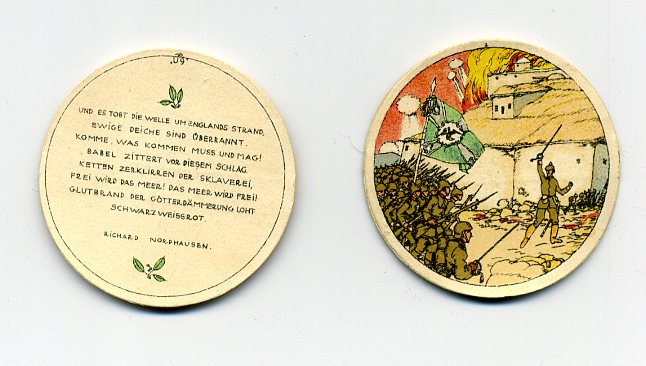 UND ES TOBT DIE WELLE UM ENGLANDS STRAND,
EWIGE DEICHE SIND ÜBERRANNT.
KOMME, WAS KOMMEN MUSS UND MAG!
BABEL ZITTERT VOR DIESEM SCHLAG.
KETTEN ZERKLIRREN DER SKLAVEREI,
FREI WIRD DAS MEER! DAS MEER WIRD FREI!
GLUTBRAND DER GÖTTERDÄMMERUNG LOHT
SCHWARZWEISSROT.
RICHARD NORDHAUSEN.